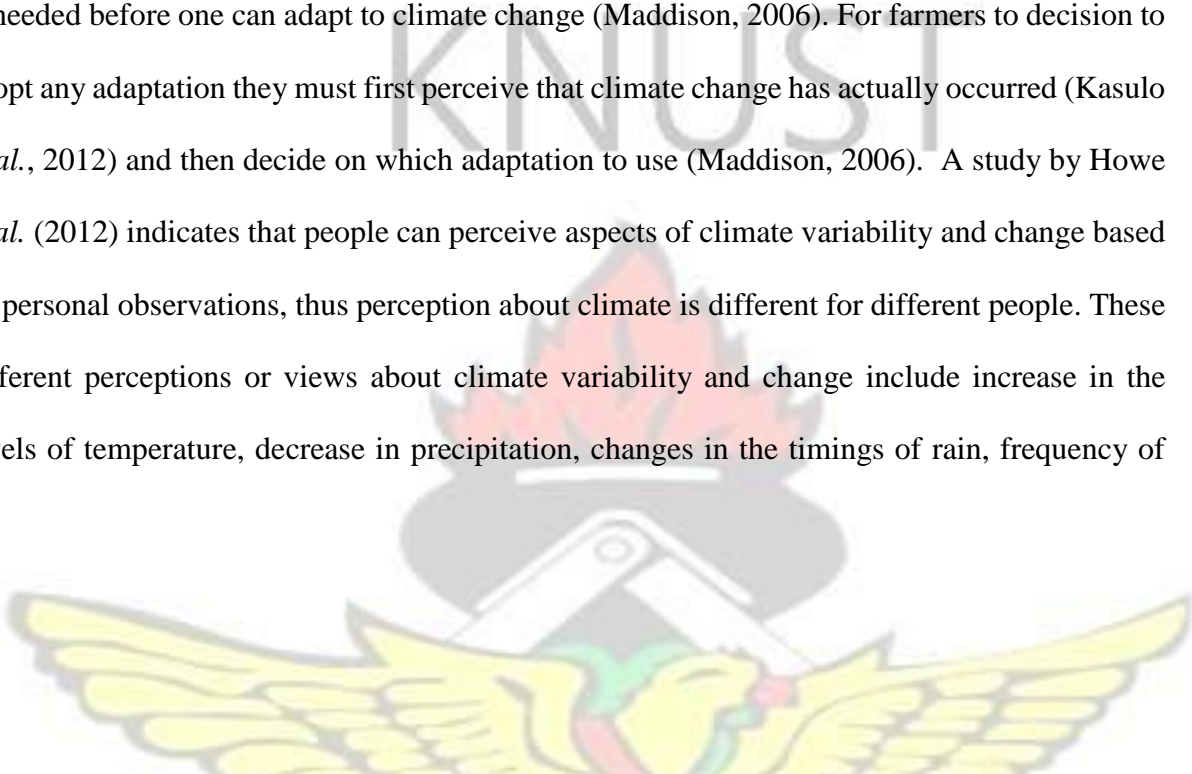 KNUST
needed before one can adapt to climate change (Maddison, 2006). For farmers to decision to
opt any adaptation they must first perceive that climate change has actually occurred (Kasulo
al., 2012) and then decide on which adaptation to use (Maddison, 2006). A study by Howe
al. (2012) indicates that people can perceive aspects of climate variability and change based
personal observations, thus perception about climate is different for different people. These
fferent perceptions or views about climate variability and change include increase in the
vels of temperature, decrease in precipitation, changes in the timings of rain, frequency of